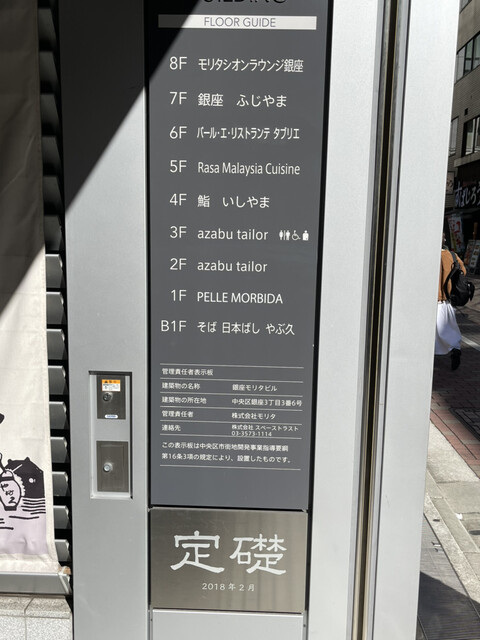 FLOOR GUIDE
8F モリタシオンラウンジ銀座
7F 銀座 ふじやま
6F バール・エ・リストランテ タブリエ
5F Rasa Malaysia Cuisine
4F 鮨 いしやま
3F azabu tailor
2F azabu tailor
1F PELLE MORBIDA
B1F そば 日本ばし やぶ久
管理責任者表示板
建築物の名称 銀座モリタビル
建築物の所在地 中央区銀座3丁目3番6号
管理責任者 株式会社モリタ
連絡先 株式会社 スペーストラスト
03-3573-1114
この表示板は中央区市街地開発事業指導要綱
第16条3項の規定により、設置したものです。
定礎
2018年2月